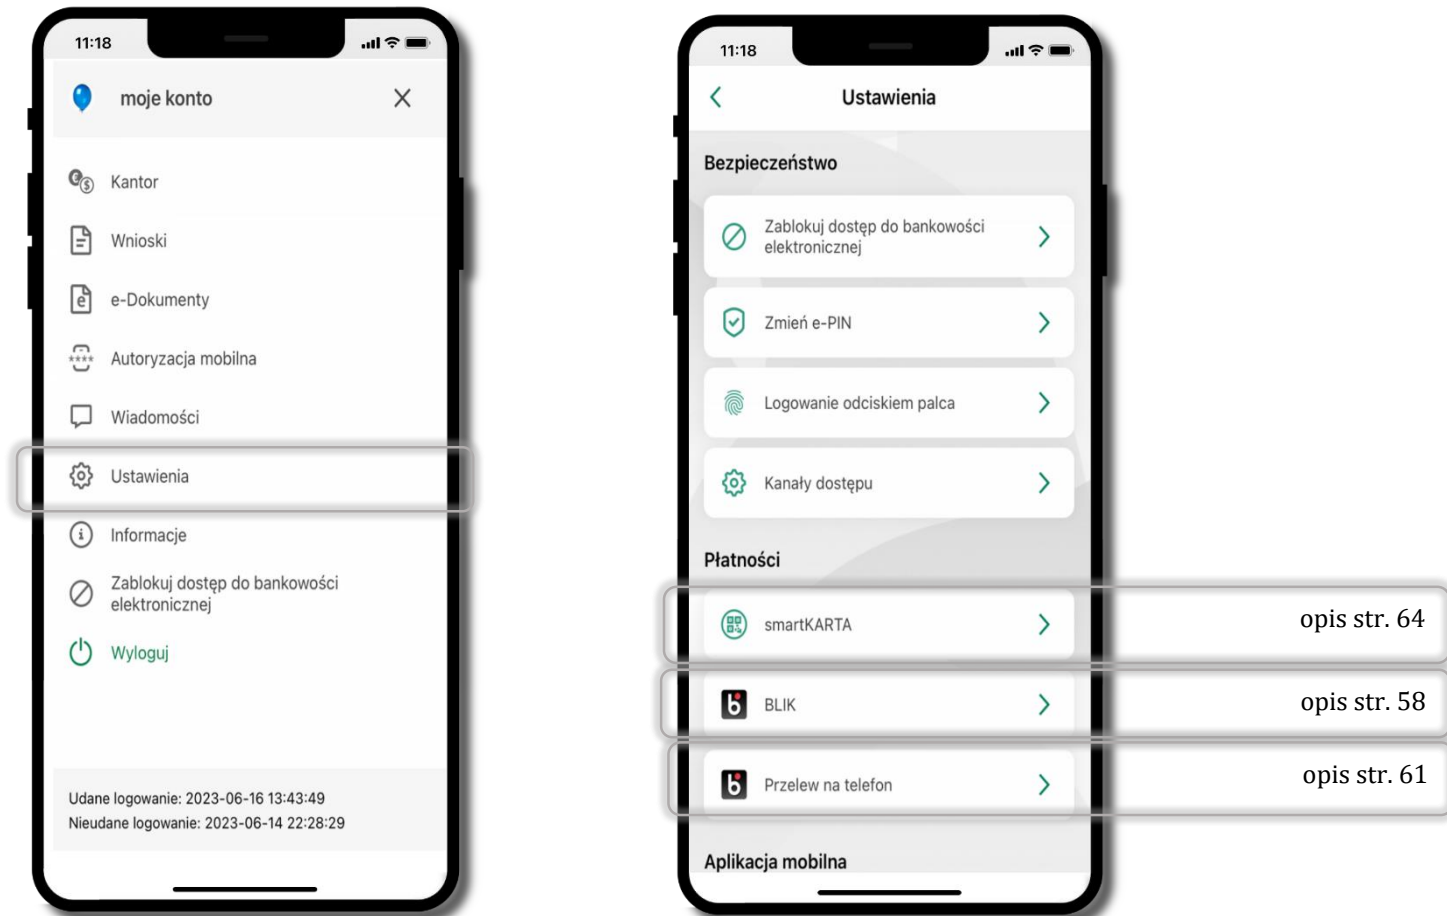 11:18
moje konto
Kantor
Wnioski
e-Dokumenty
Autoryzacja mobilna
Wiadomości
Ustawienia
Informacje
Zablokuj dostęp do bankowości
elektronicznej
Wyloguj
Udane logowanie: 2023-06-16 13:43:49
Nieudane logowanie: 2023-06-14 22:28:29
11:18
Ustawienia
Bezpieczeństwo
Zablokuj dostęp do bankowości
elektronicznej
Zmień e-PIN
Logowanie odciskiem palca
Kanały dostępu
Płatności
smartKARTA
opis str. 64
BLIK
opis str. 58
Przelew na telefon
opis str. 61
Aplikacja mobilna